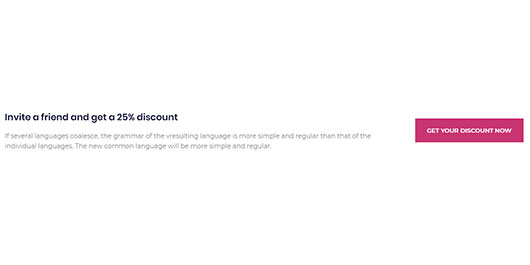 Invite a friend and get a 25% discount
If several languages coalesce, the grammar of the vresulting language is more simple and regular than that of the
individual languages. The new common language will be more simple and regular.
GET YOUR DISCOUNT NOW